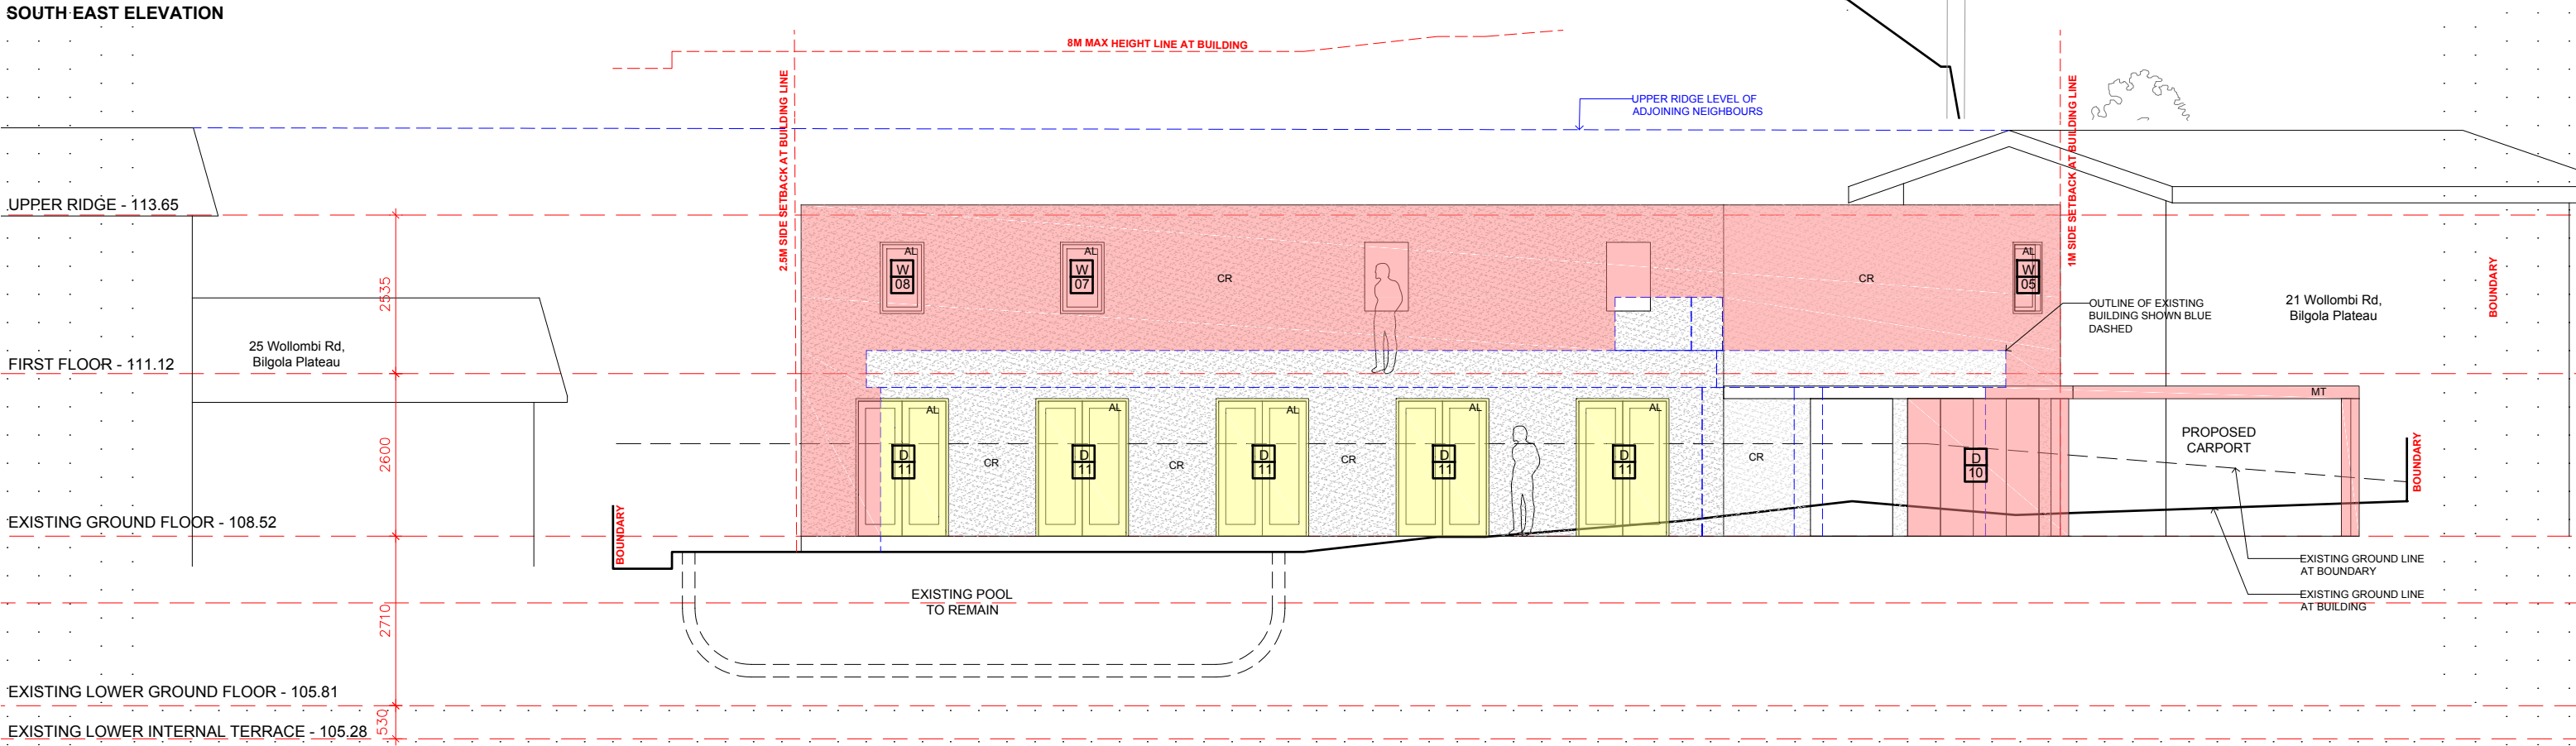 SOUTH EAST ELEVATION
8M MAX HEIGHT LINE AT BUILDING
2.5M SIDE SETBACK AT BUILDING LINE
UPPER RIDGE LEVEL OF
ADJOINING NEIGHBOURS
1M SIDE SETBACK AT BUILDING LINE
UPPER RIDGE - 113.65
2535
AL
W
08
AL
W
07
CR
CR
AL
W
05
BOUNDARY
21 Wollombi Rd,
Bilgola Plateau
OUTLINE OF EXISTING
BUILDING SHOWN BLUE
DASHED
25 Wollombi Rd,
Bilgola Plateau
FIRST FLOOR - 111.12
MT
2600
AL
D
11
CR
AL
D
11
CR
AL
D
11
CR
AL
D
11
AL
D
11
CR
D
10
PROPOSED
CARPORT
BOUNDARY
EXISTING GROUND FLOOR - 108.52
BOUNDARY
EXISTING GROUND LINE
AT BOUNDARY
EXISTING GROUND LINE
AT BUILDING
EXISTING POOL
TO REMAIN
2710
EXISTING LOWER GROUND FLOOR - 105.81
530
EXISTING LOWER INTERNAL TERRACE - 105.28